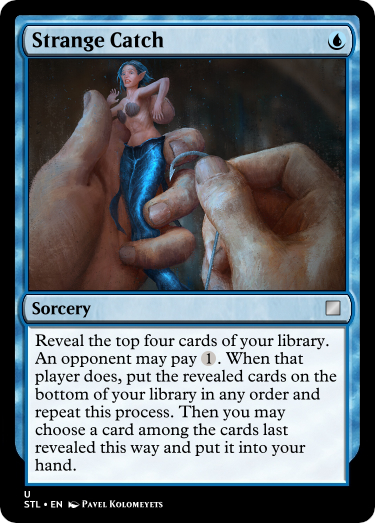 Strange Catch
Sorcery
Reveal the top four cards of your library.
An opponent may pay 1. When that
player does, put the revealed cards on the
bottom of your library in any order and
repeat this process. Then you may
choose a card among the cards last
revealed this way and put it into your
hand.
U
STL • EN Pavel Kolomeyets